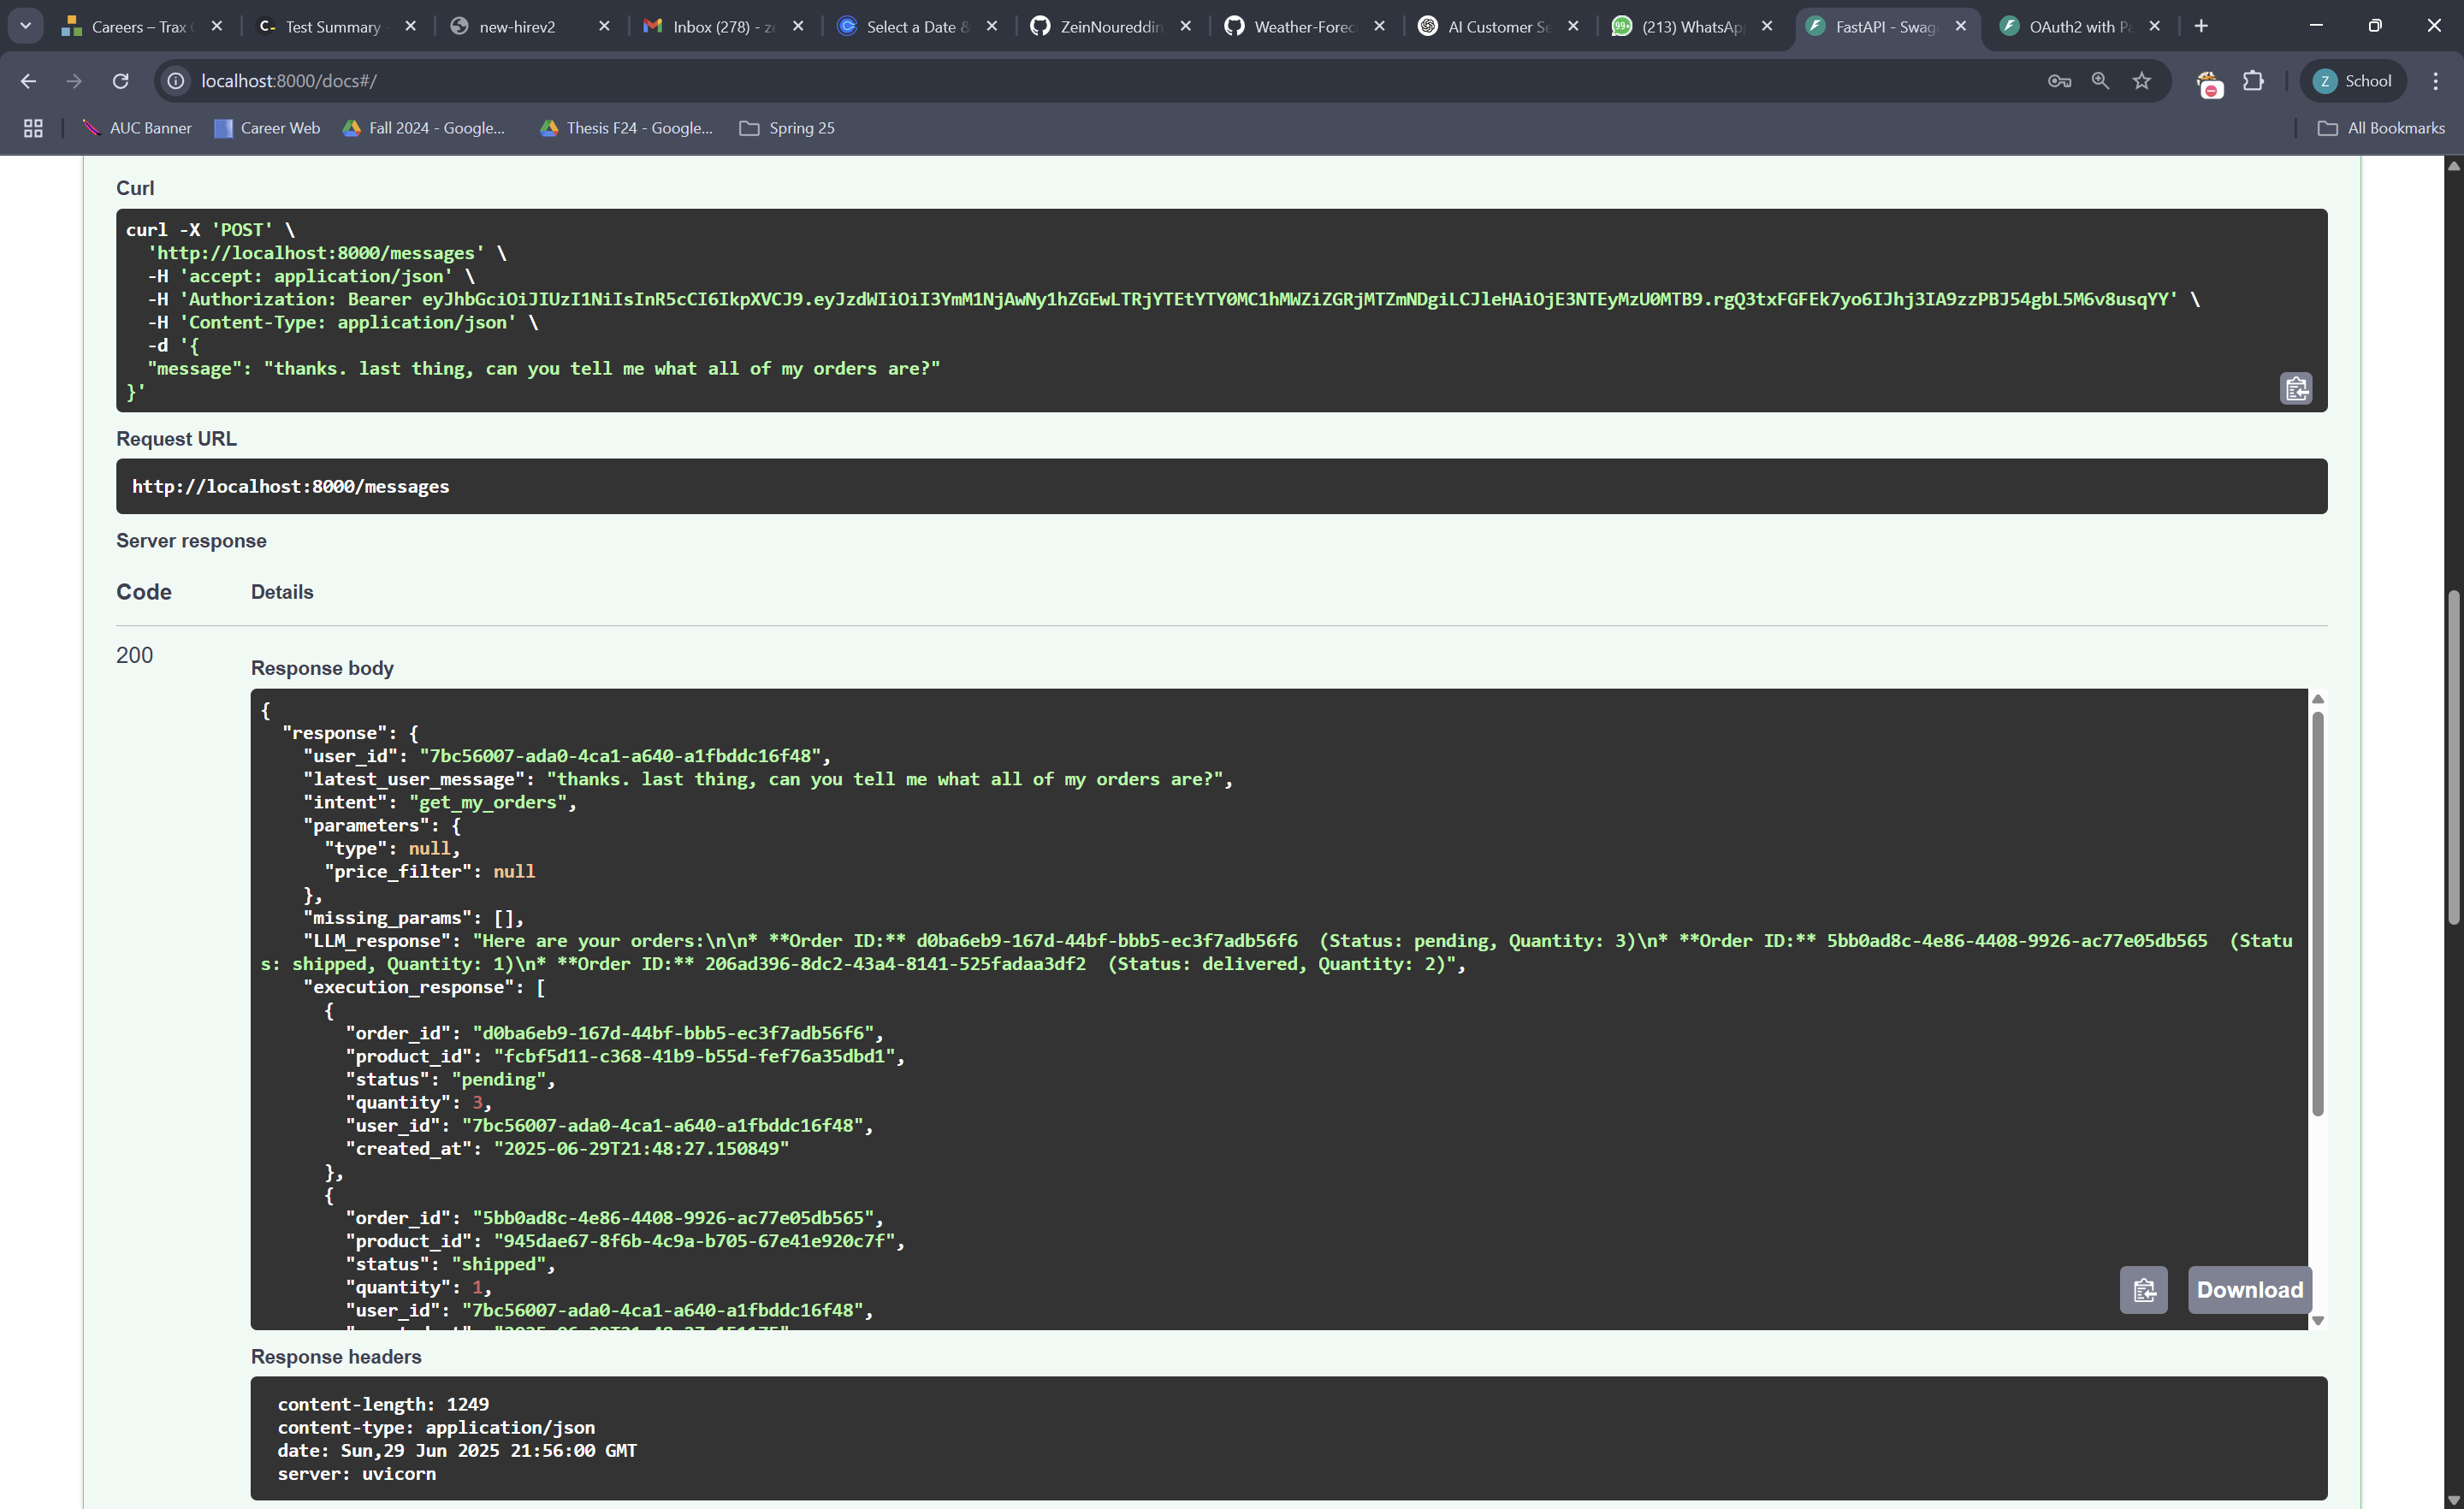 Careers – Trax
Test Summary
new-hirev2
Inbox (278) - ze
Select a Date &
ZeinNoureddin
Weather-Forec
AI Customer Se
(213) WhatsAp
FastAPI - Swag
OAuth2 with Pa
localhost:8000/docs#/
Z School
AUC Banner
Career Web
Fall 2024 - Google...
Thesis F24 - Google...
Spring 25
All Bookmarks
Curl
curl -X 'POST' \
'http://localhost:8000/messages' \
-H 'accept: application/json' \
-H 'Authorization: Bearer eyJhbGciOiJIUzI1NiIsInR5cCI6IkpXVCJ9.eyJzdWIiOiI3YmM1NjAwNy1hZGEwLTRjYTEtYTY0MC1hMWZiZGRjMTZmNDgiLCJleHAiOjE3NTEyMzU0MTB9.rgQ3txFGFEk7yo6IJhj3IA9zzPBJ54gbL5M6v8usqYY' \
-H 'Content-Type: application/json' \
-d '{
"message": "thanks. last thing, can you tell me what all of my orders are?"
}'
Request URL
http://localhost:8000/messages
Server response
Code Details
200
Response body
{
"response": {
"user_id": "7bc56007-ada0-4ca1-a640-a1fbddc16f48",
"latest_user_message": "thanks. last thing, can you tell me what all of my orders are?",
"intent": "get_my_orders",
"parameters": {
"type": null,
"price_filter": null
},
"missing_params": [],
"LLM_response": "Here are your orders:\n\n* **Order ID:** d0ba6eb9-167d-44bf-bbb5-ec3f7adb56f6 (Status: pending, Quantity: 3)\n* **Order ID:** 5bb0ad8c-4e86-4408-9926-ac77e05db565 (Statu
s: shipped, Quantity: 1)\n* **Order ID:** 206ad396-8dc2-43a4-8141-525fadaa3df2 (Status: delivered, Quantity: 2)",
"execution_response": [
{
"order_id": "d0ba6eb9-167d-44bf-bbb5-ec3f7adb56f6",
"product_id": "fcbf5d11-c368-41b9-b55d-fef76a35dbd1",
"status": "pending",
"quantity": 3,
"user_id": "7bc56007-ada0-4ca1-a640-a1fbddc16f48",
"created_at": "2025-06-29T21:48:27.150849"
},
{
"order_id": "5bb0ad8c-4e86-4408-9926-ac77e05db565",
"product_id": "945dae67-8f6b-4c9a-b705-67e41e920c7f",
"status": "shipped",
"quantity": 1,
"user_id": "7bc56007-ada0-4ca1-a640-a1fbddc16f48",
Download
Response headers
content-length: 1249
content-type: application/json
date: Sun,29 Jun 2025 21:56:00 GMT
server: uvicorn